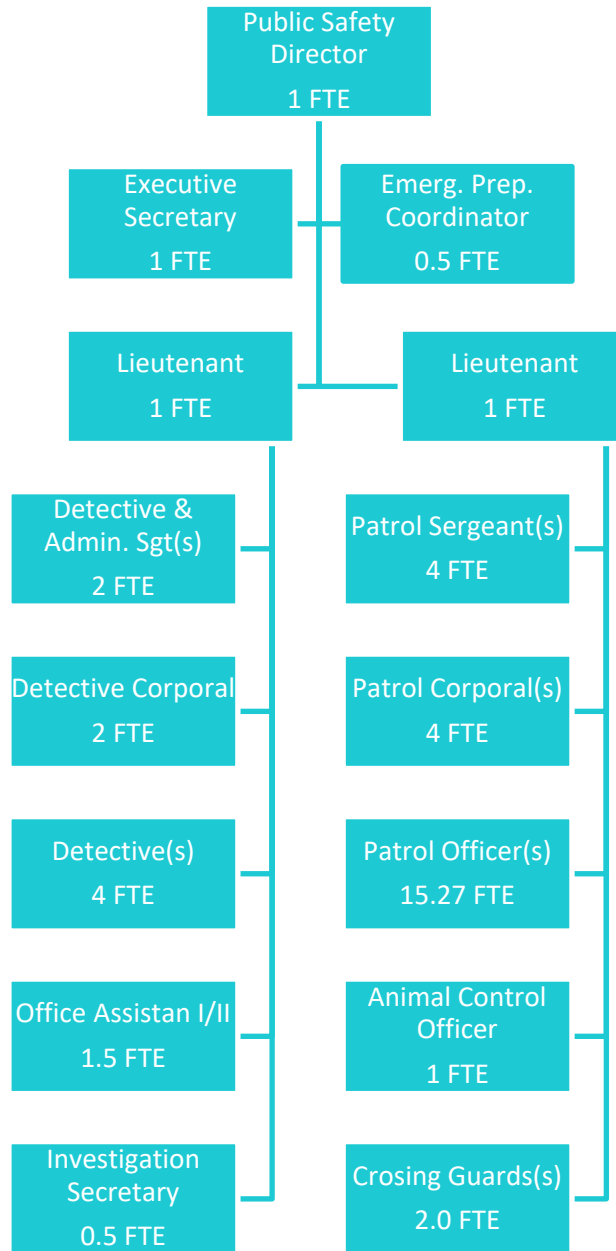 Public Safety
Director
1 FTE
Executive
Secretary
1 FTE
Emerg. Prep.
Coordinator
0.5 FTE
Lieutenant
1 FTE
Lieutenant
1 FTE
Detective &
Admin. Sgt(s)
2 FTE
Detective Corporal
2 FTE
Detective(s)
4 FTE
Office Assistan I/II
1.5 FTE
Investigation
Secretary
0.5 FTE
Patrol Sergeant(s)
4 FTE
Patrol Corporal(s)
4 FTE
Patrol Officer(s)
15.27 FTE
Animal Control
Officer
1 FTE
Crosing Guards(s)
2.0 FTE